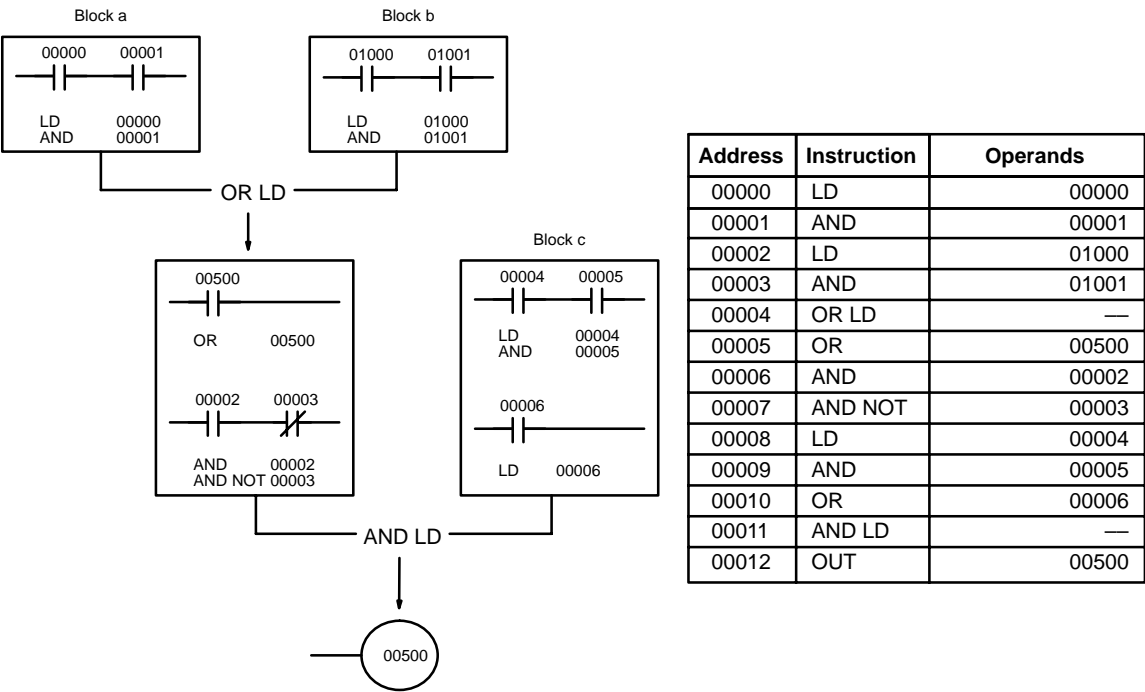 Block a
00000 00001
LD 00000
AND 00001
Block b
01000 01001
LD 01000
AND 01001
OR LD
00500
OR 00500
00002 00003
AND 00002
AND NOT 00003
Block c
00004 00005
LD 00004
AND 00005
00006
LD 00006
AND LD
00500
Address Instruction Operands
00000 LD 00000
00001 AND 00001
00002 LD 01000
00003 AND 01001
00004 OR LD —
00005 OR 00500
00006 AND 00002
00007 AND NOT 00003
00008 LD 00004
00009 AND 00005
00010 OR 00006
00011 AND LD —
00012 OUT 00500